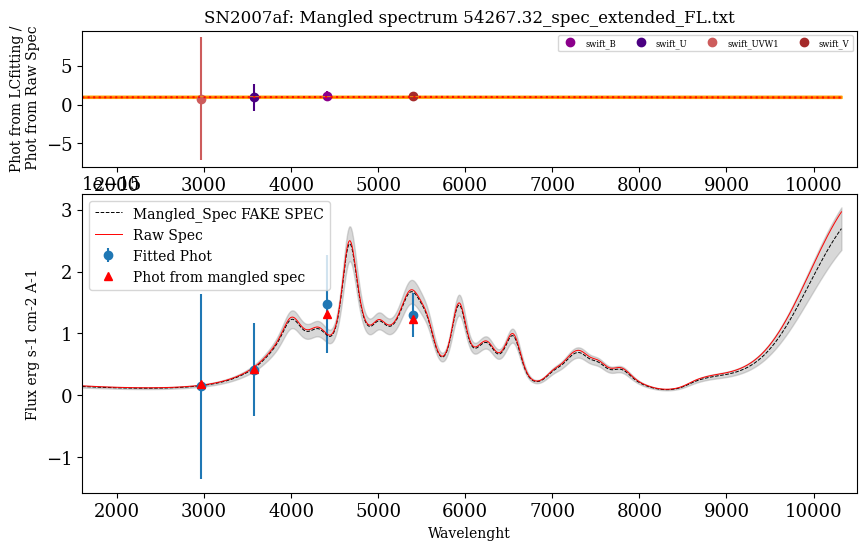 SN2007af: Mangled spectrum 54267.32_spec_extended_FL.txt
Phot from LCfitting /
Phot from Raw Spec
swift_B swift_U swift_UVW1 swift_V
5
0
−5
2000 3000 4000 5000 6000 7000 8000 9000 10000
1e−15
Mangled_Spec FAKE SPEC
Raw Spec
Fitted Phot
Phot from mangled spec
Flux erg s-1 cm-2 A-1
3
2
1
0
−1
2000 3000 4000 5000 6000 7000 8000 9000 10000
Wavelenght